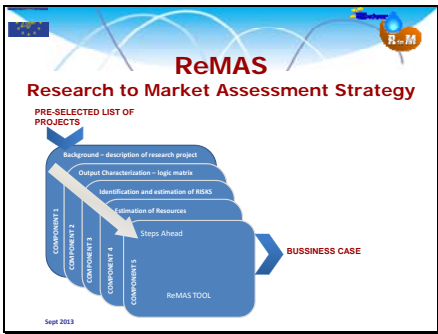 R to M
ReMAS
Research to Market Assessment Strategy
PRE-SELECTED LIST OF
PROJECTS
Background – description of research project
Output Characterization – logic matrix
Identification and estimation of RISKS
Estimation of Resources
Steps Ahead
COMPONENT 1
COMPONENT 2
COMPONENT 3
COMPONENT 4
COMPONENT 5
BUSSINESS CASE
ReMAS TOOL
Sept 2013